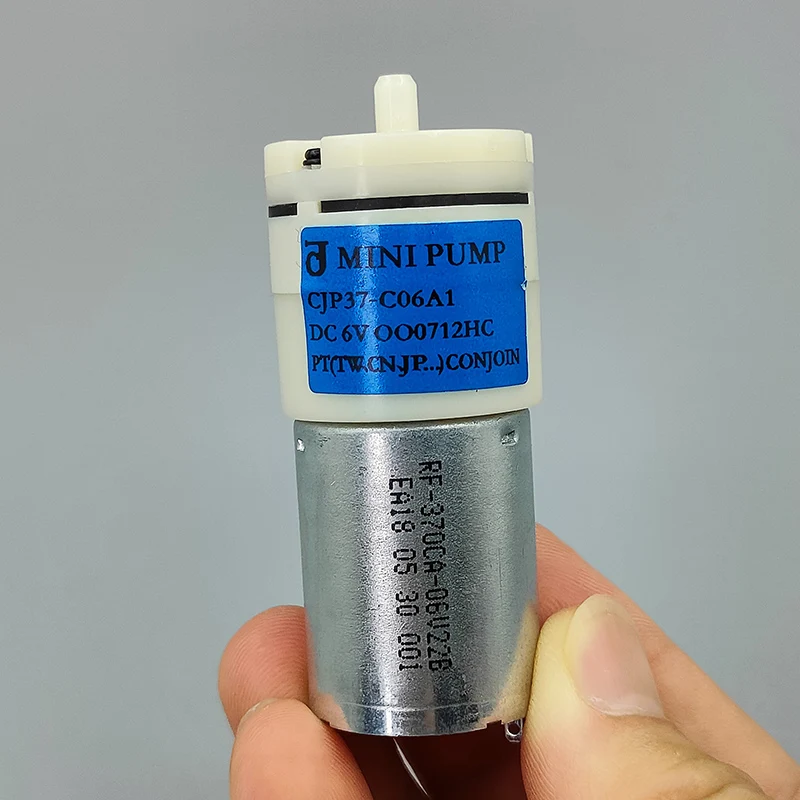 MINI PUMP
CJP37-C06A1
DC 6V OO0712HC
PT(TW.CN.JP...)CONJOIN
RF-370CA-06V22B
EA18 05 30 001